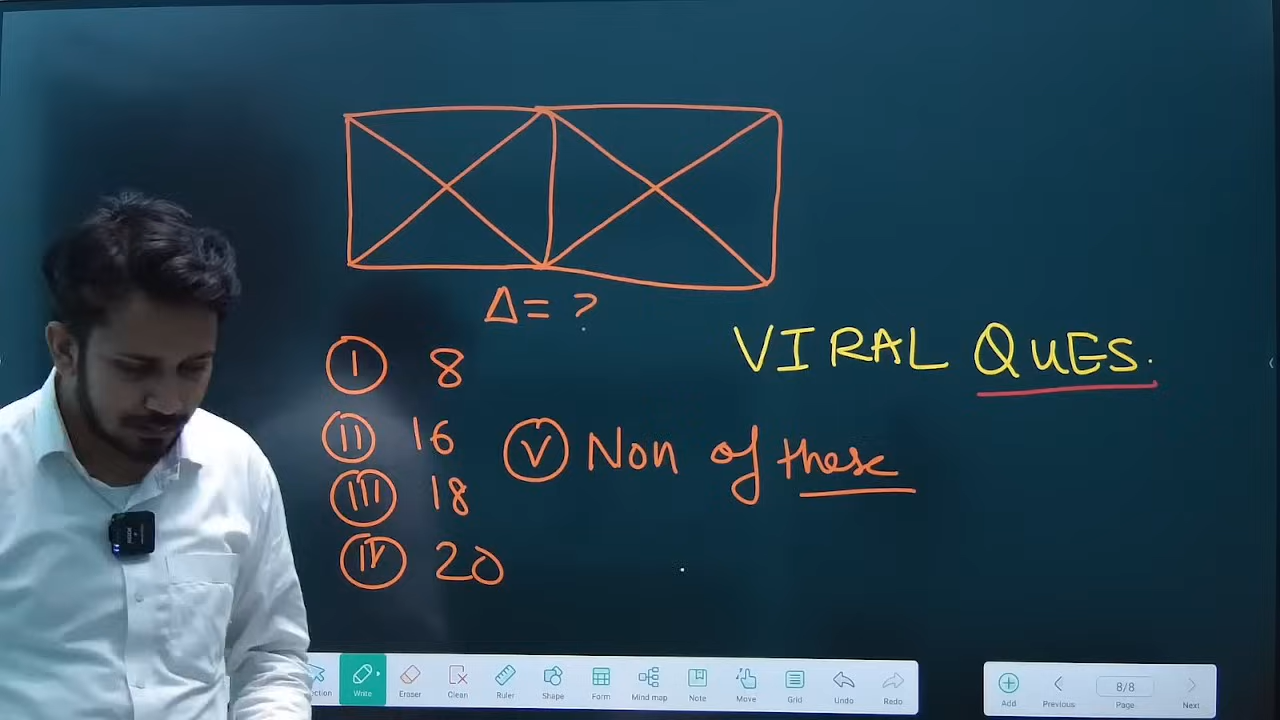 Δ= ?
VIRAL QUES.
I 8
II 16
III 18
IV 20
V Non of these
Write
Eraser
Clean
Ruler
Shape
Form
Mind map
Note
Move
Grid
Undo
Redo
Add
Previous
8/8
Page
Next